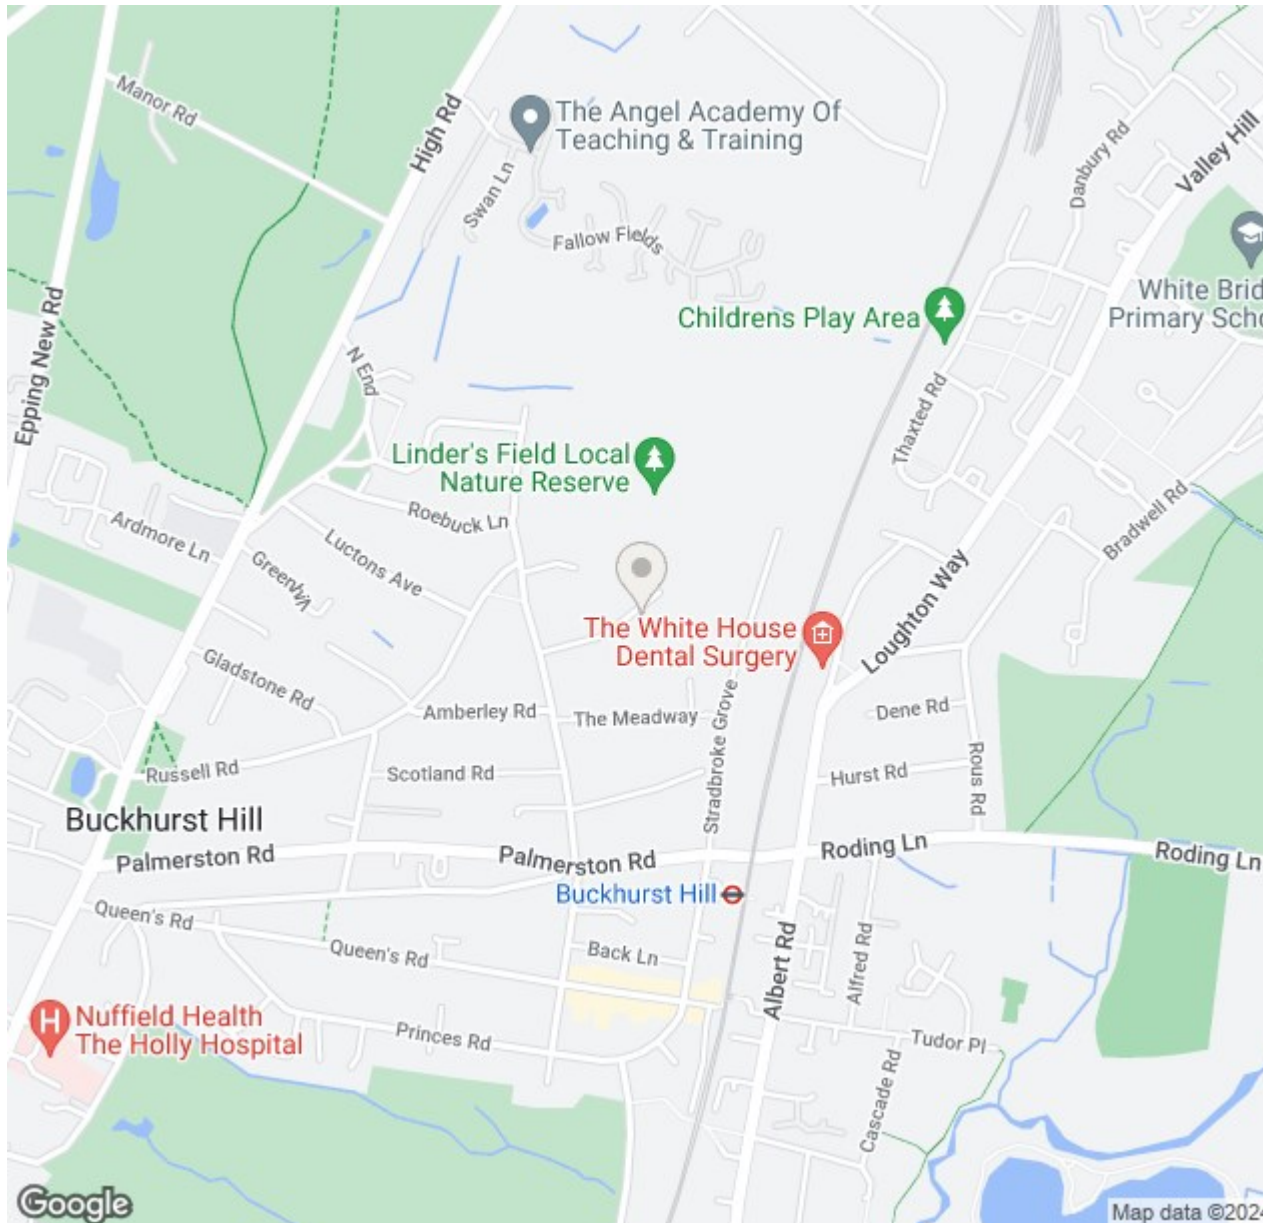 Manor Rd
High Rd
The Angel Academy Of
Teaching & Training
Swan Ln
Fallow Fields
Danbury Rd
Valley Hill
White Brid
Primary Scho
Childrens Play Area
Epping New Rd
N End
Thaxted Rd
Linder's Field Local
Nature Reserve
Roebuck Ln
Bradwell Rd
Ardmore Ln
Luctons Ave
Loughton Way
The White House
Dental Surgery
Gladstone Rd
Amberley Rd
The Meadway
Stradbroke Grove
Dene Rd
Russell Rd
Scotland Rd
Hurst Rd
Rous Rd
Buckhurst Hill
Palmerston Rd
Palmerston Rd
Roding Ln
Roding Ln
Buckhurst Hill
Queen's Rd
Queen's Rd
Back Ln
Albert Rd
Alfred Rd
H
Nuffield Health
The Holly Hospital
Princes Rd
Tudor Pl
Cascade Rd
Google
Map data ©2024